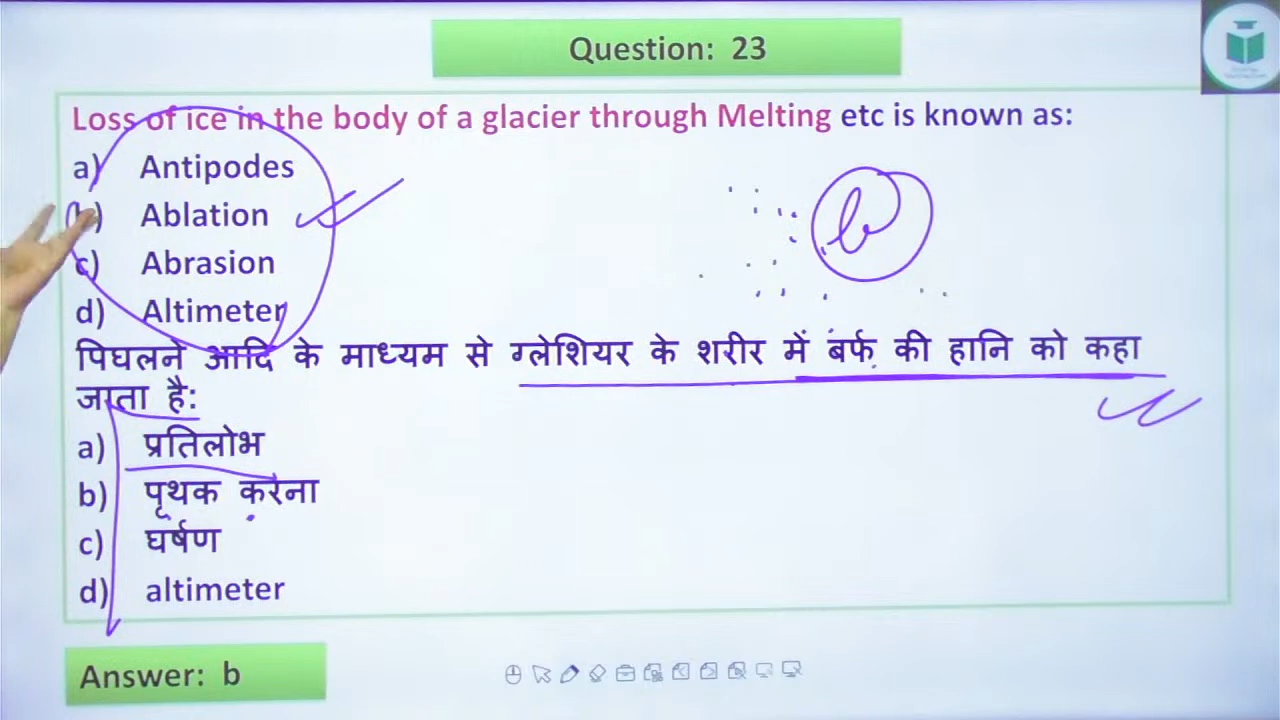 Question: 23
Loss of ice in the body of a glacier through Melting etc is known as:
a) Antipodes
b) Ablation
b
c) Abrasion
d) Altimeter
पिघलने आदि के माध्यम से ग्लेशियर के शरीर में बर्फ की हानि को कहा
जाता है:
a) प्रतिलोभ
b) पृथक करना
c) घर्षण
d) altimeter
Answer: b